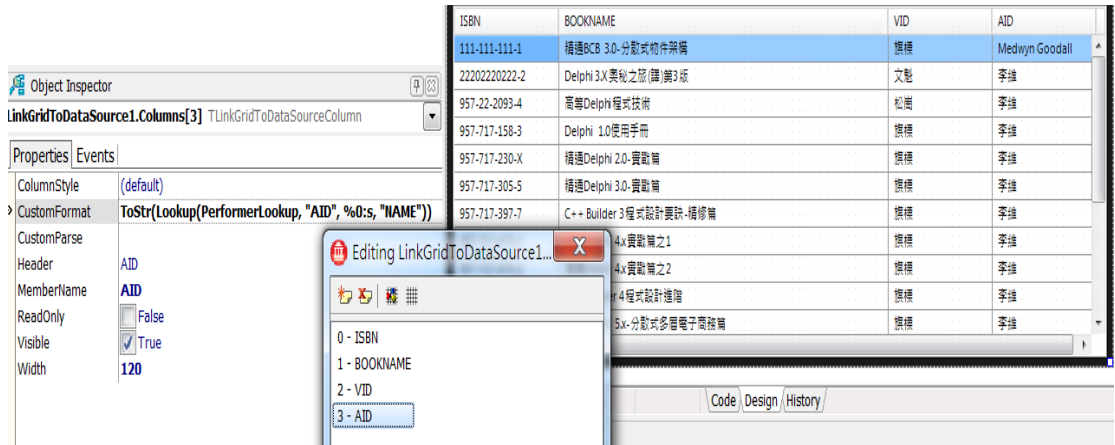 Object Inspector
LinkGridToDataSource1.Columns[3] TLinkGridToDataSourceColumn
Properties Events
ColumnStyle (default)
CustomFormat ToStr(Lookup(PerformerLookup, "AID", %0:s, "NAME"))
CustomParse
Header AID
MemberName AID
ReadOnly False
Visible True
Width 120
ISBN BOOKNAME VID AID
111-111-111-1 精通BCB 3.0-分散式物件架構 旗標 Medwyn Goodall
22202220222-2 Delphi 3.X 奧秘之旅(譯)第3版 文魁 李維
957-22-2093-4 高等Delphi 程式技術 松崗 李維
957-717-158-3 Delphi 1.0使用手冊 旗標 李維
957-717-230-X 精通Delphi 2.0-實戰篇 旗標 李維
957-717-305-5 精通Delphi 3.0-實戰篇 旗標 李維
957-717-397-7 C++ Builder 3程式設計要訣-精修篇 旗標 李維
4.x實戰篇之1 旗標 李維
4.x實戰篇之2 旗標 李維
er 4程式設計進階 旗標 李維
5.x-分散式多層電子商務篇 旗標 李維
Editing LinkGridToDataSource1...
0 - ISBN
1 - BOOKNAME
2 - VID
3 - AID
Code Design History